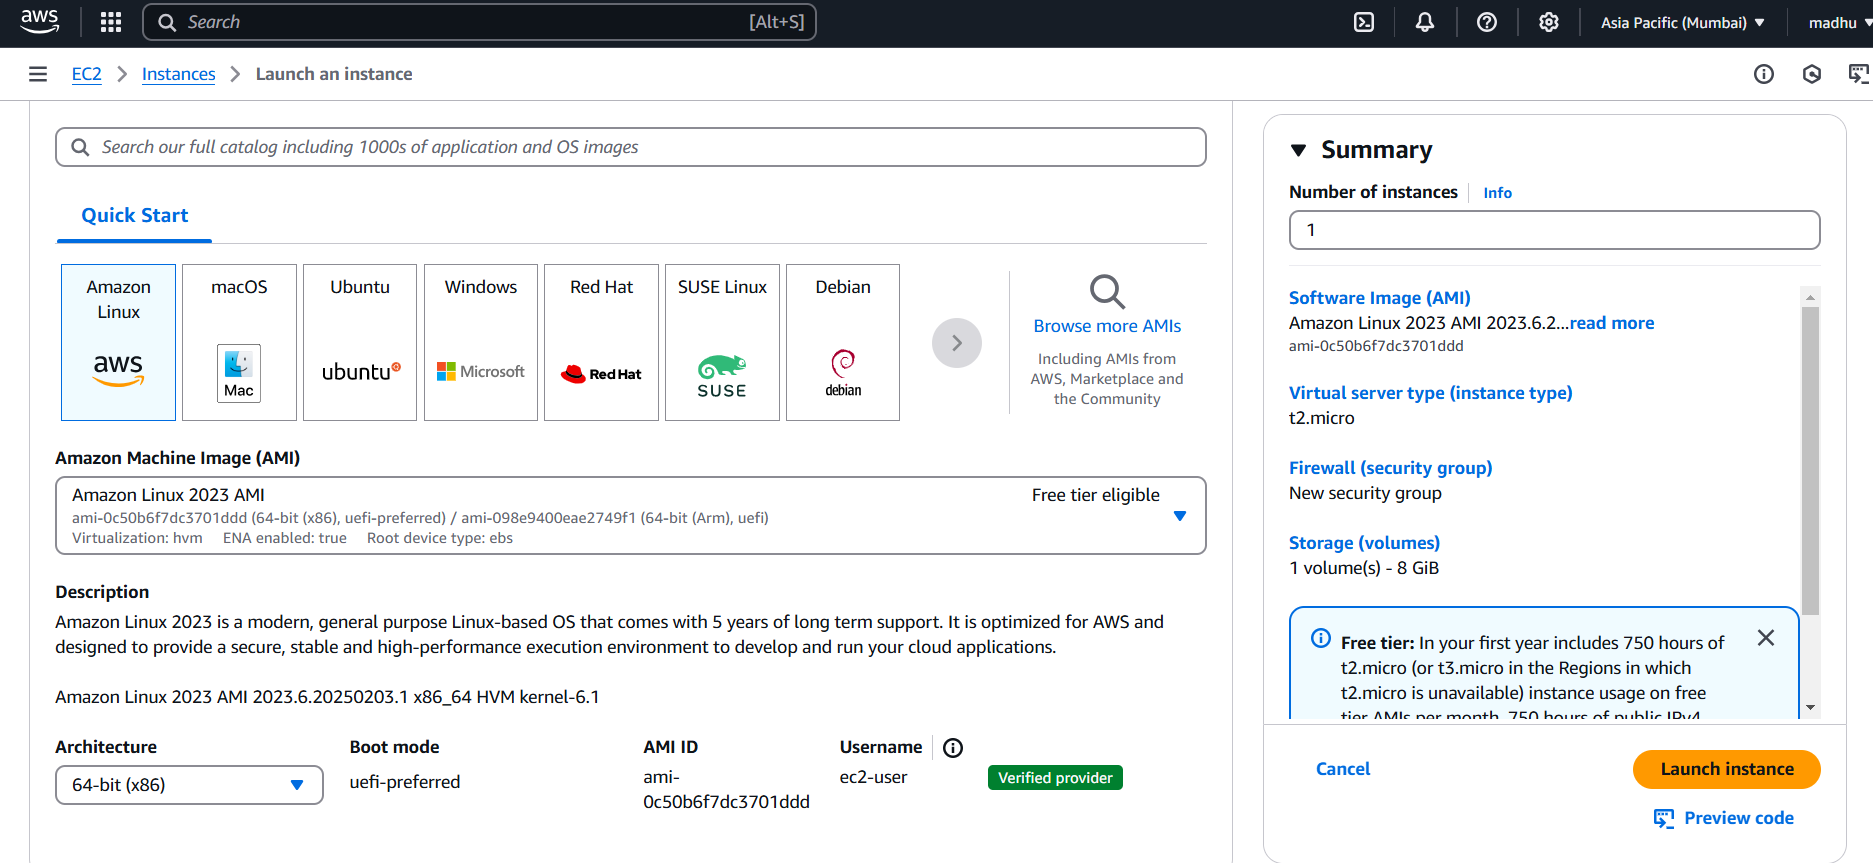 aws
Search [Alt+S]
Asia Pacific (Mumbai)
madhu
EC2 > Instances > Launch an instance
Search our full catalog including 1000s of application and OS images
Quick Start
Amazon Linux
aws
macOS
Mac
Ubuntu
ubuntu
Windows
Microsoft
Red Hat
Red Hat
SUSE Linux
SUSE
Debian
debian
Browse more AMIs
Including AMIs from
AWS, Marketplace and
the Community
Amazon Machine Image (AMI)
Amazon Linux 2023 AMI
Free tier eligible
ami-0c50b6f7dc3701ddd (64-bit (x86), uefi-preferred) / ami-098e9400eae2749f1 (64-bit (Arm), uefi)
Virtualization: hvm ENA enabled: true Root device type: ebs
Description
Amazon Linux 2023 is a modern, general purpose Linux-based OS that comes with 5 years of long term support. It is optimized for AWS and
designed to provide a secure, stable and high-performance execution environment to develop and run your cloud applications.
Amazon Linux 2023 AMI 2023.6.20250203.1 x86_64 HVM kernel-6.1
Architecture
64-bit (x86)
Boot mode
uefi-preferred
AMI ID
ami-
0c50b6f7dc3701ddd
Username
ec2-user
Verified provider
Summary
Number of instances
Info
1
Software Image (AMI)
Amazon Linux 2023 AMI 2023.6.2...read more
ami-0c50b6f7dc3701ddd
Virtual server type (instance type)
t2.micro
Firewall (security group)
New security group
Storage (volumes)
1 volume(s) - 8 GiB
Free tier: In your first year includes 750 hours of
t2.micro (or t3.micro in the Regions in which
t2.micro is unavailable) instance usage on free
tier AMIs per month, 750 hours of public IPv4
Cancel
Launch instance
Preview code